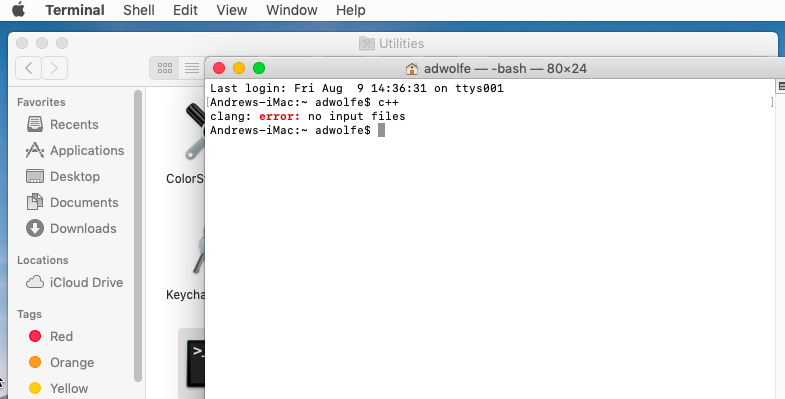 Terminal Shell Edit View Window Help
Utilities
adwolfe — -bash — 80×24
Favorites
Recents
Applications
Desktop
Documents
Downloads
Locations
iCloud Drive
Tags
Red
Orange
Yellow
ColorSy
Keycha
>_
Last login: Fri Aug  9 14:36:31 on ttys001
[Andrews-iMac:~ adwolfe$ c++ ]
clang: error: no input files
Andrews-iMac:~ adwolfe$